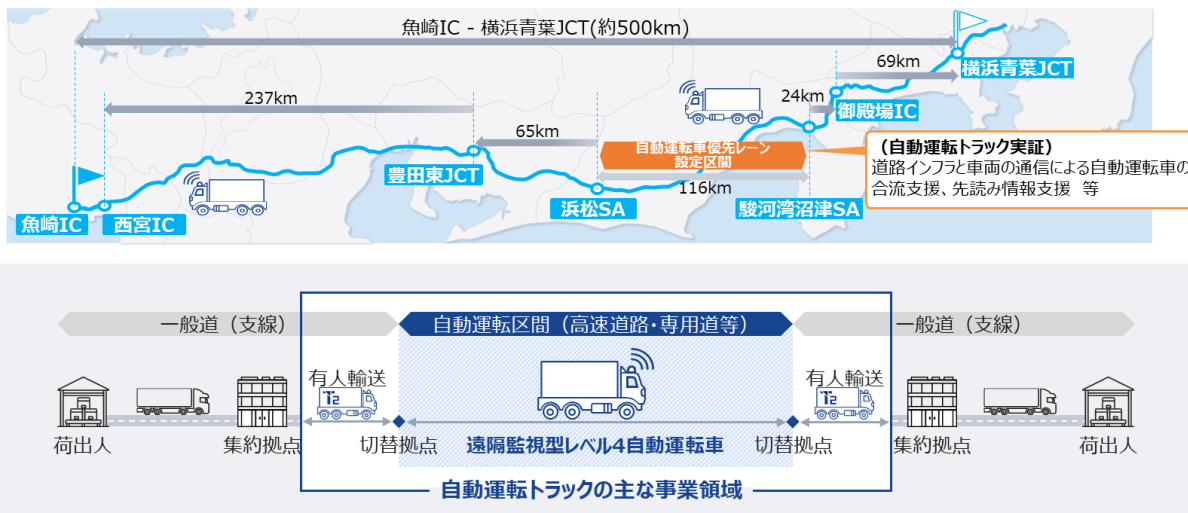 魚崎IC - 横浜青葉JCT(約500km)
69km
横浜青葉JCT
237km
24km
御殿場IC
65km
自動運転車優先レーン
設定区間
(自動運転トラック実証)
道路インフラと車両の通信による自動運転車の
合流支援、先読み情報支援 等
豊田東JCT
116km
浜松SA
駿河湾沼津SA
魚崎IC
西宮IC
一般道（支線）
自動運転区間（高速道路・専用道等）
一般道（支線）
有人輸送
有人輸送
T2
T2
荷出人
集約拠点
切替拠点
遠隔監視型レベル4自動運転車
切替拠点
集約拠点
荷出人
自動運転トラックの主な事業領域